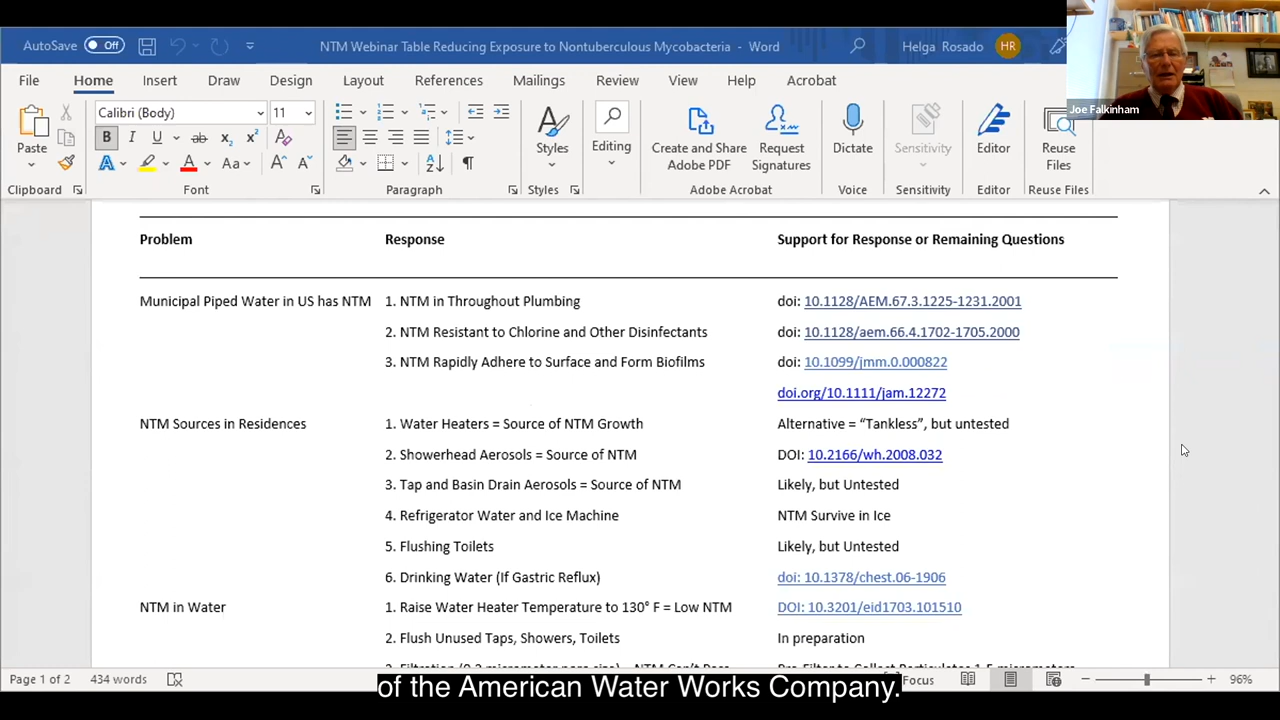 AutoSave Off NTM Webinar Table Reducing Exposure to Nontuberculous Mycobacteria - Word Helga Rosado HR
Joe Falkinham
File Home Insert Draw Design Layout References Mailings Review View Help Acrobat
Calibri (Body) 11
Paste Styles Editing Create and Share Adobe PDF Request Signatures Dictate Sensitivity Editor Reuse Files
Clipboard Font Paragraph Styles Adobe Acrobat Voice Sensitivity Editor Reuse Files
Problem Response Support for Response or Remaining Questions
Municipal Piped Water in US has NTM 1. NTM in Throughout Plumbing doi: 10.1128/AEM.67.3.1225-1231.2001
2. NTM Resistant to Chlorine and Other Disinfectants doi: 10.1128/aem.66.4.1702-1705.2000
3. NTM Rapidly Adhere to Surface and Form Biofilms doi: 10.1099/jmm.0.000822
doi.org/10.1111/jam.12272
NTM Sources in Residences 1. Water Heaters = Source of NTM Growth Alternative = “Tankless”, but untested
2. Showerhead Aerosols = Source of NTM DOI: 10.2166/wh.2008.032
3. Tap and Basin Drain Aerosols = Source of NTM Likely, but Untested
4. Refrigerator Water and Ice Machine NTM Survive in Ice
5. Flushing Toilets Likely, but Untested
6. Drinking Water (If Gastric Reflux) doi: 10.1378/chest.06-1906
NTM in Water 1. Raise Water Heater Temperature to 130° F = Low NTM DOI: 10.3201/eid1703.101510
2. Flush Unused Taps, Showers, Toilets In preparation
Page 1 of 2 434 words Focus 96%
of the American Water Works Company.